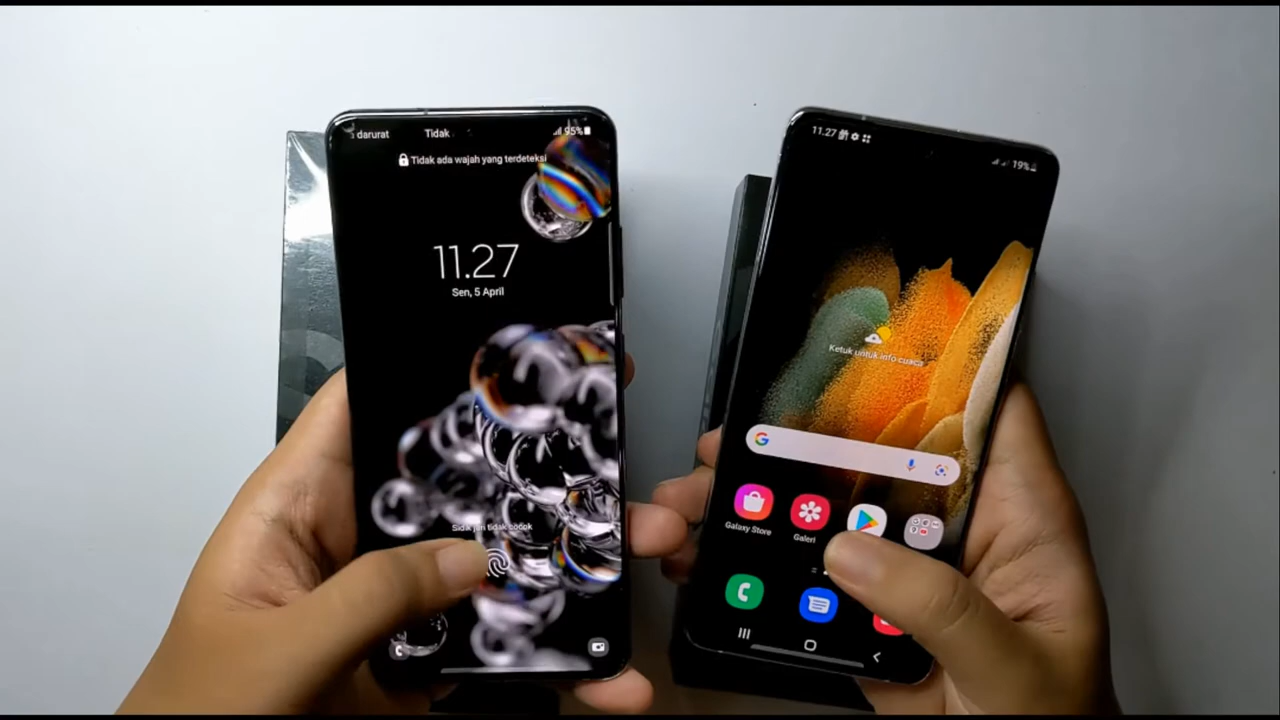 darurat
Tidak
95%
Tidak ada wajah yang terdeteksi
11.27
Sen, 5 April
Sidik jari tidak cocok
11.27
19%
Ketuk untuk info cuaca
Galaxy Store
Galeri